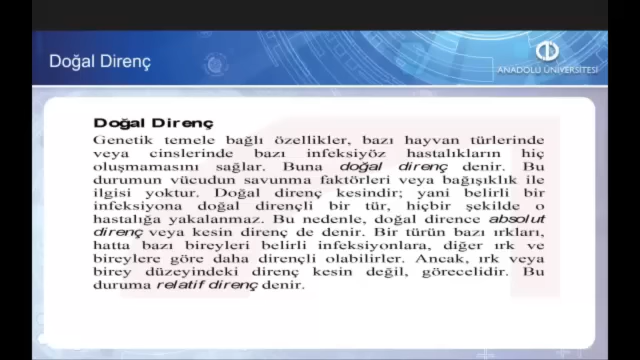 Doğal Direnç
ANADOLU ÜNİVERSİTESİ
Doğal Direnç
Genetik temele bağlı özellikler, bazı hayvan türlerinde
veya cinslerinde bazı infeksiyöz hastalıkların hiç
oluşmamasını sağlar. Buna doğal direnç denir. Bu
durumun vücudun savunma faktörleri veya bağışıklık ile
ilgisi yoktur. Doğal direnç kesindir; yani belirli bir
infeksiyona doğal dirençli bir tür, hiçbir şekilde o
hastalığa yakalanmaz. Bu nedenle, doğal dirence absolut
direnç veya kesin direnç de denir. Bir türün bazı ırkları,
hatta bazı bireyleri belirli infeksiyonlara, diğer ırk ve
bireylere göre daha dirençli olabilirler. Ancak, ırk veya
birey düzeyindeki direnç kesin değil, görecelidir. Bu
duruma relatif direnç denir.